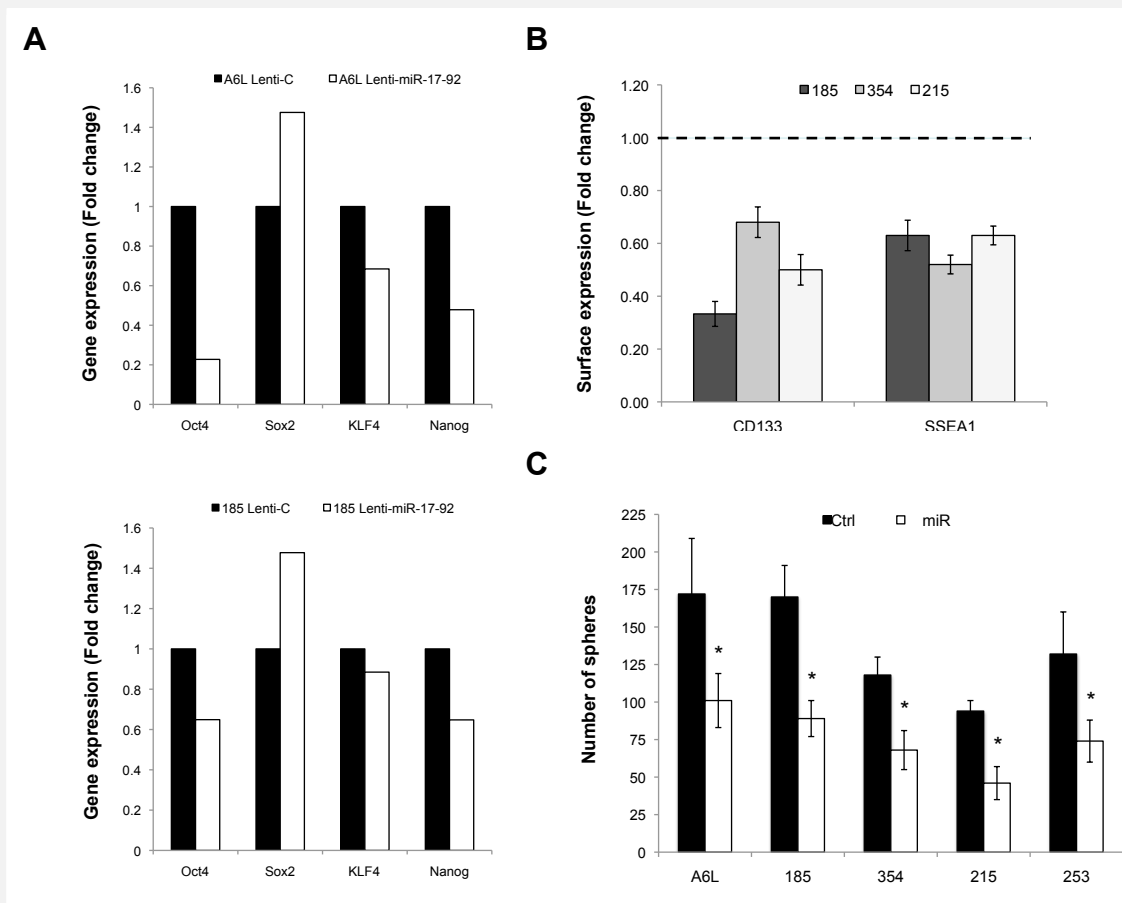 A
A6L Lenti-C A6L Lenti-miR-17-92
Gene expression (Fold change)
1.6
1.4
1.2
1
0.8
0.6
0.4
0.2
0
Oct4 Sox2 KLF4 Nanog
185 Lenti-C 185 Lenti-miR-17-92
Gene expression (Fold change)
1.6
1.4
1.2
1
0.8
0.6
0.4
0.2
0
Oct4 Sox2 KLF4 Nanog
B
185 354 215
Surface expression (Fold change)
1.20
1.00
0.80
0.60
0.40
0.20
0.00
CD133 SSEA1
C
Ctrl miR
Number of spheres
225
200
175
150
125
100
75
50
25
0
* * * * *
A6L 185 354 215 253